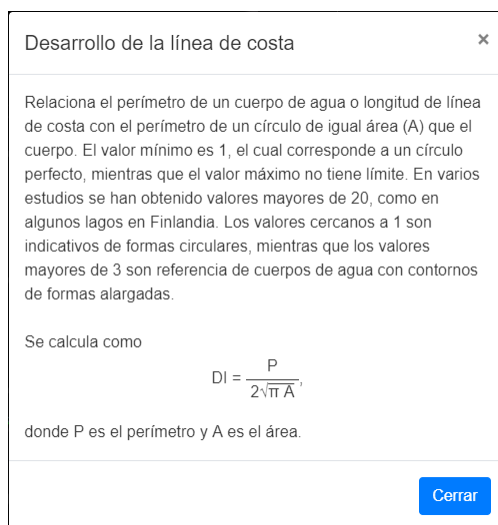 Desarrollo de la línea de costa ×
Relaciona el perímetro de un cuerpo de agua o longitud de línea
de costa con el perímetro de un círculo de igual área (A) que el
cuerpo. El valor mínimo es 1, el cual corresponde a un círculo
perfecto, mientras que el valor máximo no tiene límite. En varios
estudios se han obtenido valores mayores de 20, como en
algunos lagos en Finlandia. Los valores cercanos a 1 son
indicativos de formas circulares, mientras que los valores
mayores de 3 son referencia de cuerpos de agua con contornos
de formas alargadas.
Se calcula como
DI = P / 2√π A,
donde P es el perímetro y A es el área.
Cerrar